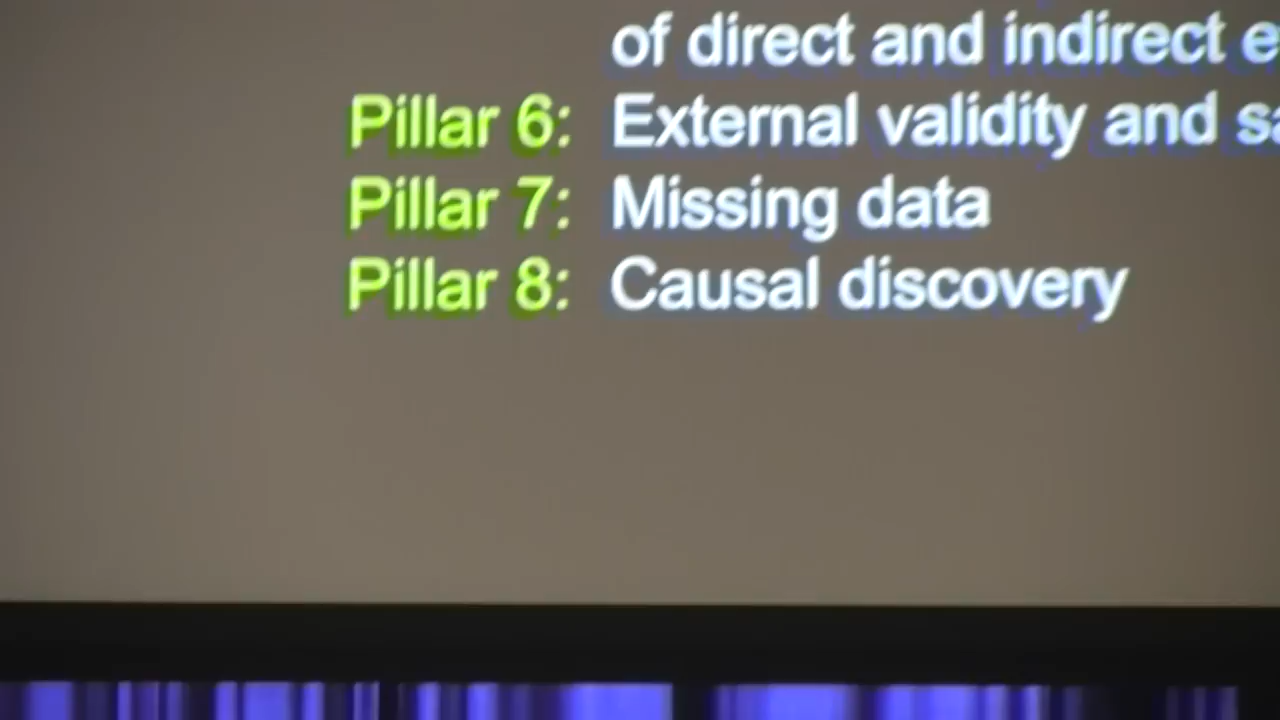 of direct and indirect
Pillar 6: External validity and
Pillar 7: Missing data
Pillar 8: Causal discovery